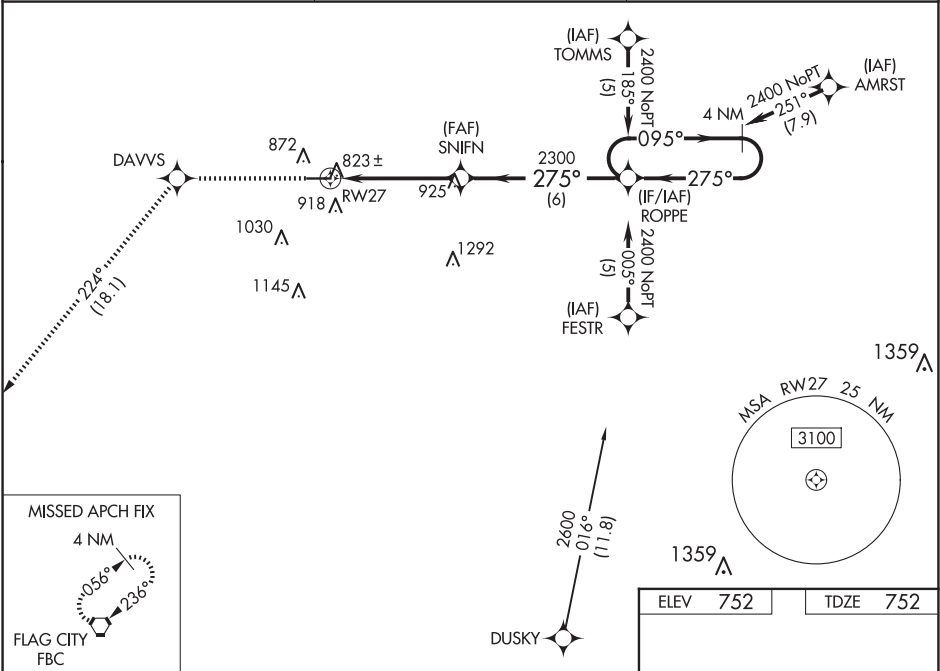 (IAF)
TOMMS
2400 NoPT
185°
(5)
(IAF)
AMRST
2400 NoPT
251°
(7.9)
4 NM
095°
872
823 ±
(FAF)
SNIFN
DAVVS
2300
275°
(6)
275°
925
918
RW27
(IF/IAF)
ROPPE
1030
1292
2400 NoPT
005°
(5)
1145
224°
(18.1)
(IAF)
FESTR
1359
MSA RW27 25 NM
3100
MISSED APCH FIX
4 NM
056°
236°
FLAG CITY
FBC
2600
016°
(11.8)
1359
DUSKY
ELEV 752
TDZE 752